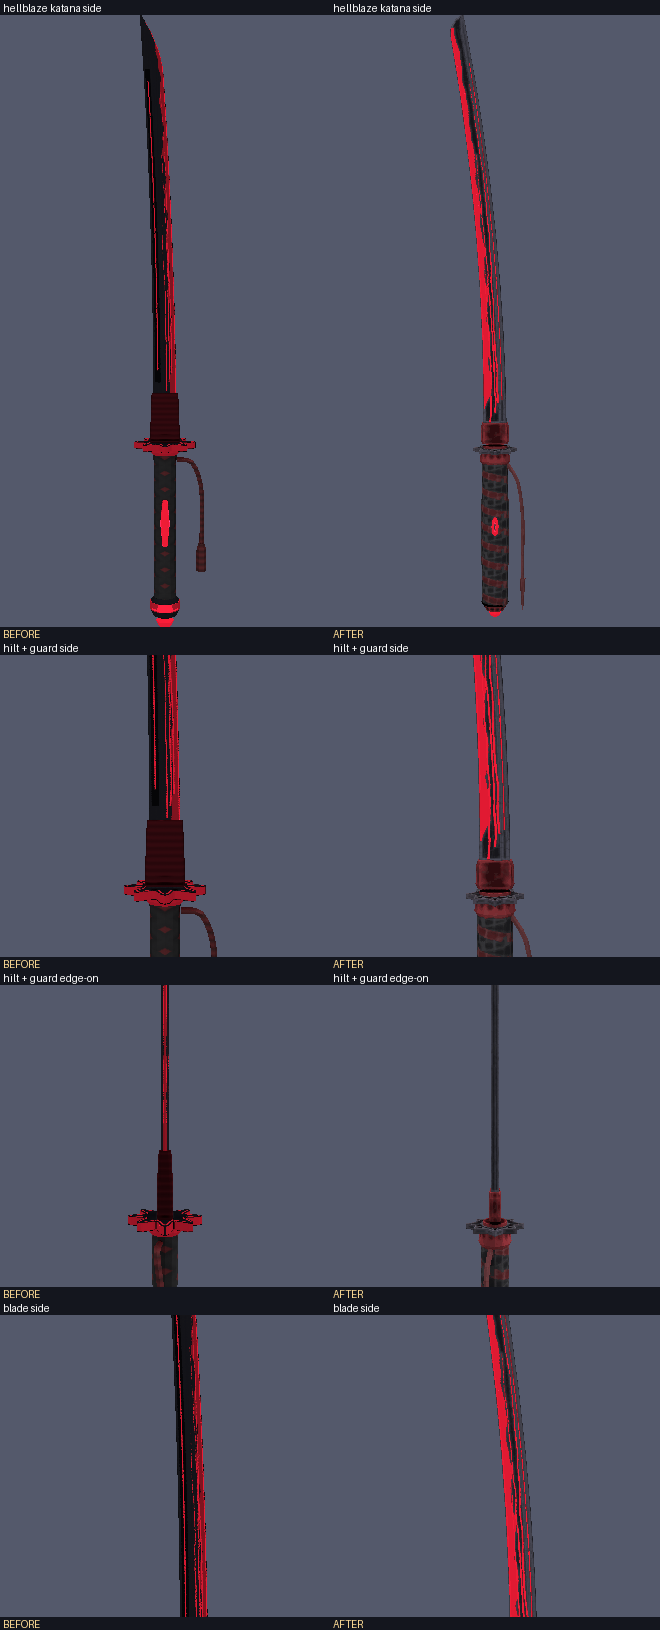 hellblaze katana side
hellblaze katana side
BEFORE
AFTER
hilt + guard side
hilt + guard side
BEFORE
AFTER
hilt + guard edge-on
hilt + guard edge-on
BEFORE
AFTER
blade side
blade side
BEFORE
AFTER